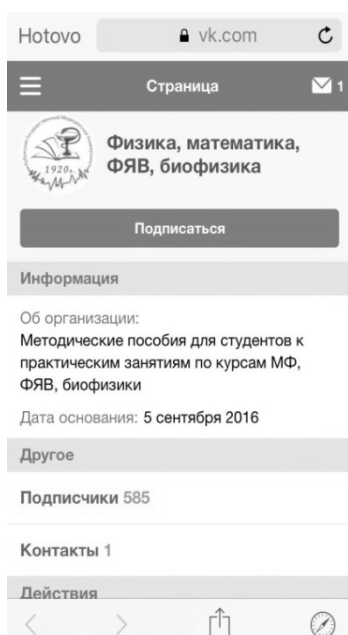 Hotovo
vk.com
Страница
1
1920
Физика, математика,
ФЯВ, биофизика
Подписаться
Информация
Об организации:
Методические пособия для студентов к
практическим занятиям по курсам МФ,
ФЯВ, биофизики
Дата основания: 5 сентября 2016
Другое
Подписчики 585
Контакты 1
Действия